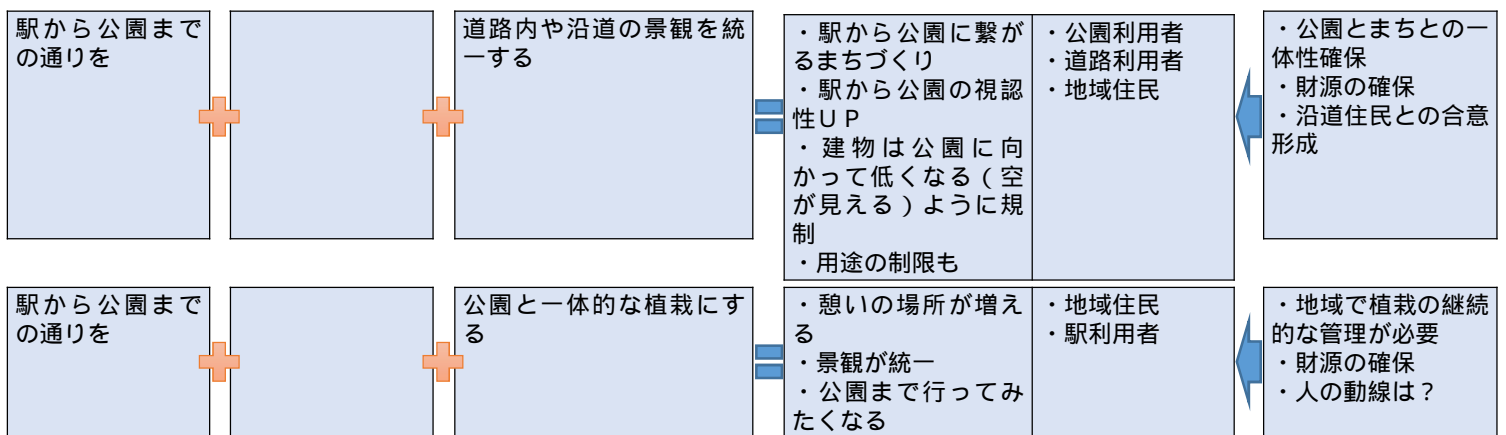 駅から公園まで
の通りを
道路内や沿道の景観を統
一する
・駅から公園に繋が
るまちづくり
・駅から公園の視認
性UP
・建物は公園に向
かって低くなる(空
が見える)ように規
制
・用途の制限も
・公園利用者
・道路利用者
・地域住民
・公園とまちとの一
体性確保
・財源の確保
・沿道住民との合意
形成
駅から公園まで
の通りを
公園と一体的な植栽にす
る
・憩いの場所が増え
る
・景観が統一
・公園まで行ってみ
たくなる
・地域住民
・駅利用者
・地域で植栽の継続
的な管理が必要
・財源の確保
・人の動線は?